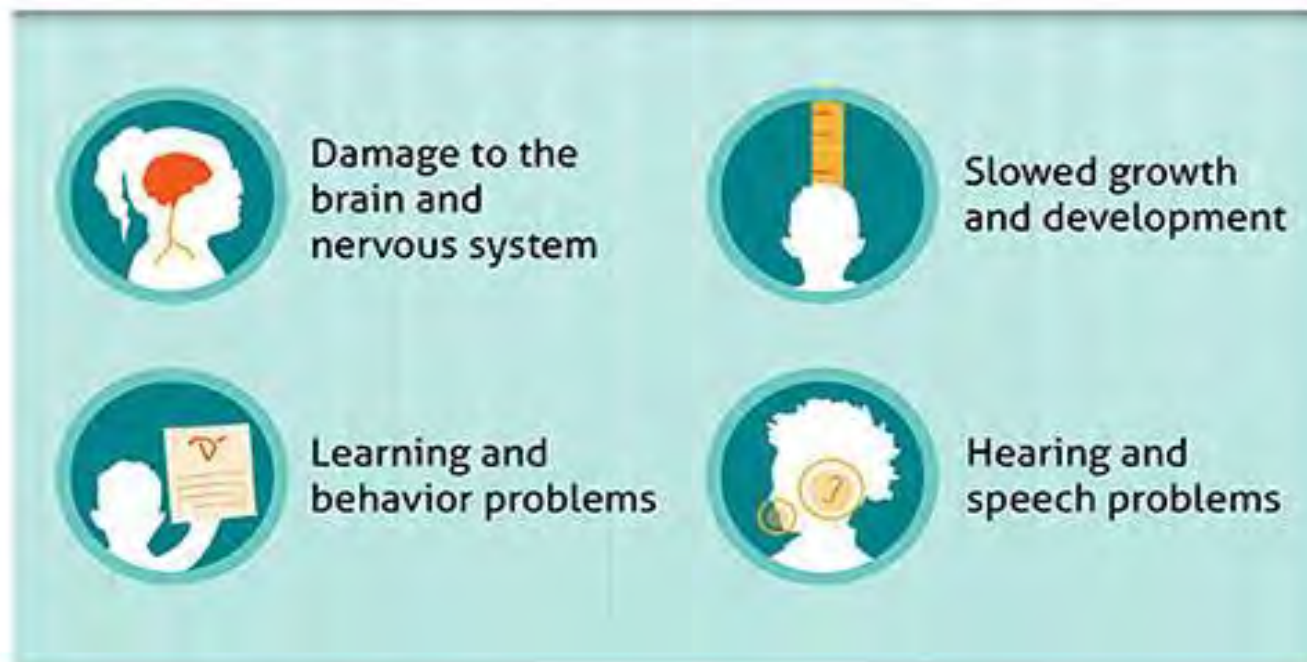 Damage to the
brain and
nervous system
Slowed growth
and development
Learning and
behavior problems
Hearing and
speech problems